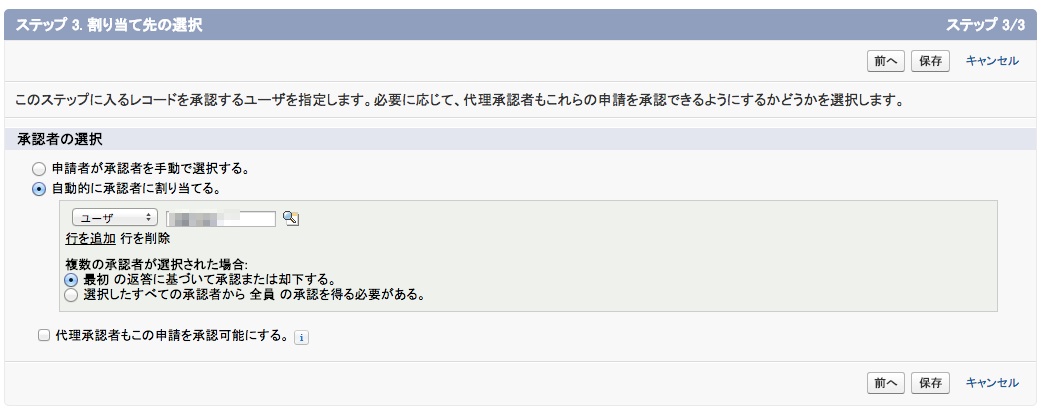 ステップ 3. 割り当て先の選択 ステップ 3/3
前へ 保存 キャンセル
このステップに入るレコードを承認するユーザを指定します。必要に応じて、代理承認者もこれらの申請を承認できるようにするかどうかを選択します。
承認者の選択
申請者が承認者を手動で選択する。
自動的に承認者に割り当てる。
ユーザ
行を追加 行を削除
複数の承認者が選択された場合:
最初 の返答に基づいて承認または却下する。
選択したすべての承認者から 全員 の承認を得る必要がある。
代理承認者もこの申請を承認可能にする。 i
前へ 保存 キャンセル